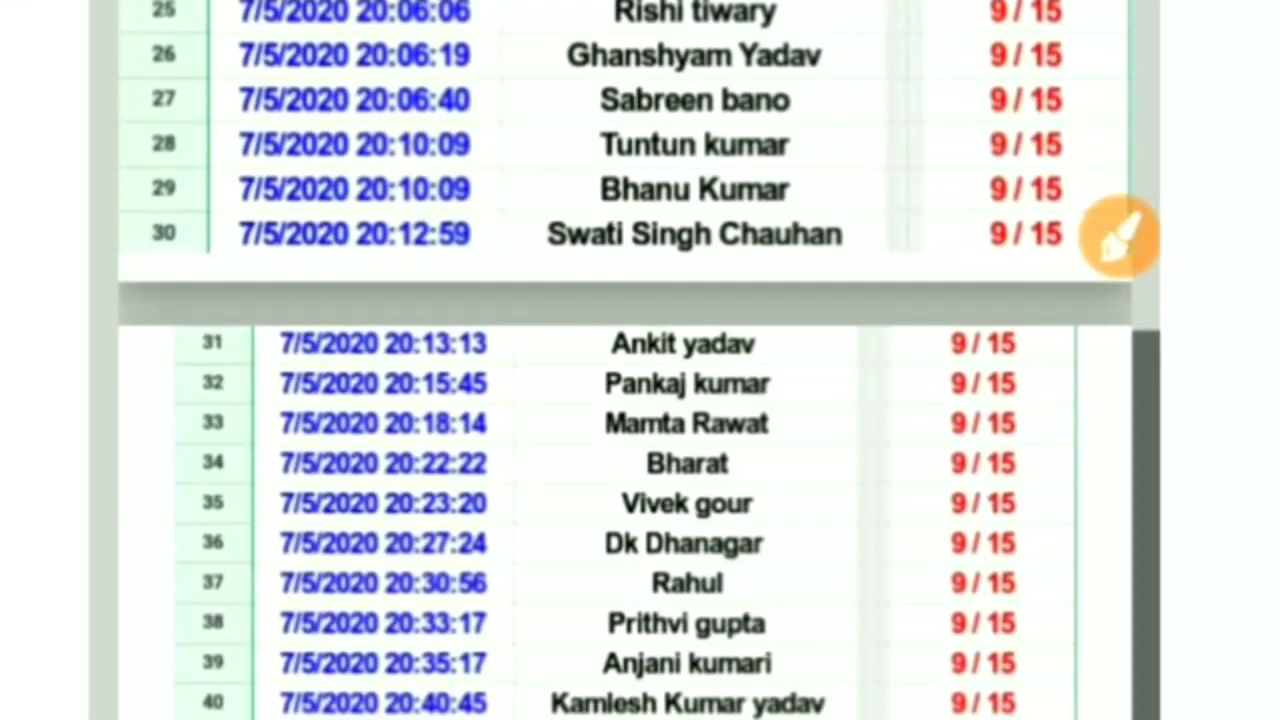 25 7/5/2020 20:06:06 Rishi tiwary 9 / 15
26 7/5/2020 20:06:19 Ghanshyam Yadav 9 / 15
27 7/5/2020 20:06:40 Sabreen bano 9 / 15
28 7/5/2020 20:10:09 Tuntun kumar 9 / 15
29 7/5/2020 20:10:09 Bhanu Kumar 9 / 15
30 7/5/2020 20:12:59 Swati Singh Chauhan 9 / 15
31 7/5/2020 20:13:13 Ankit yadav 9 / 15
32 7/5/2020 20:15:45 Pankaj kumar 9 / 15
33 7/5/2020 20:18:14 Mamta Rawat 9 / 15
34 7/5/2020 20:22:22 Bharat 9 / 15
35 7/5/2020 20:23:20 Vivek gour 9 / 15
36 7/5/2020 20:27:24 Dk Dhanagar 9 / 15
37 7/5/2020 20:30:56 Rahul 9 / 15
38 7/5/2020 20:33:17 Prithvi gupta 9 / 15
39 7/5/2020 20:35:17 Anjani kumari 9 / 15
40 7/5/2020 20:40:45 Kamlesh Kumar yadav 9 / 15